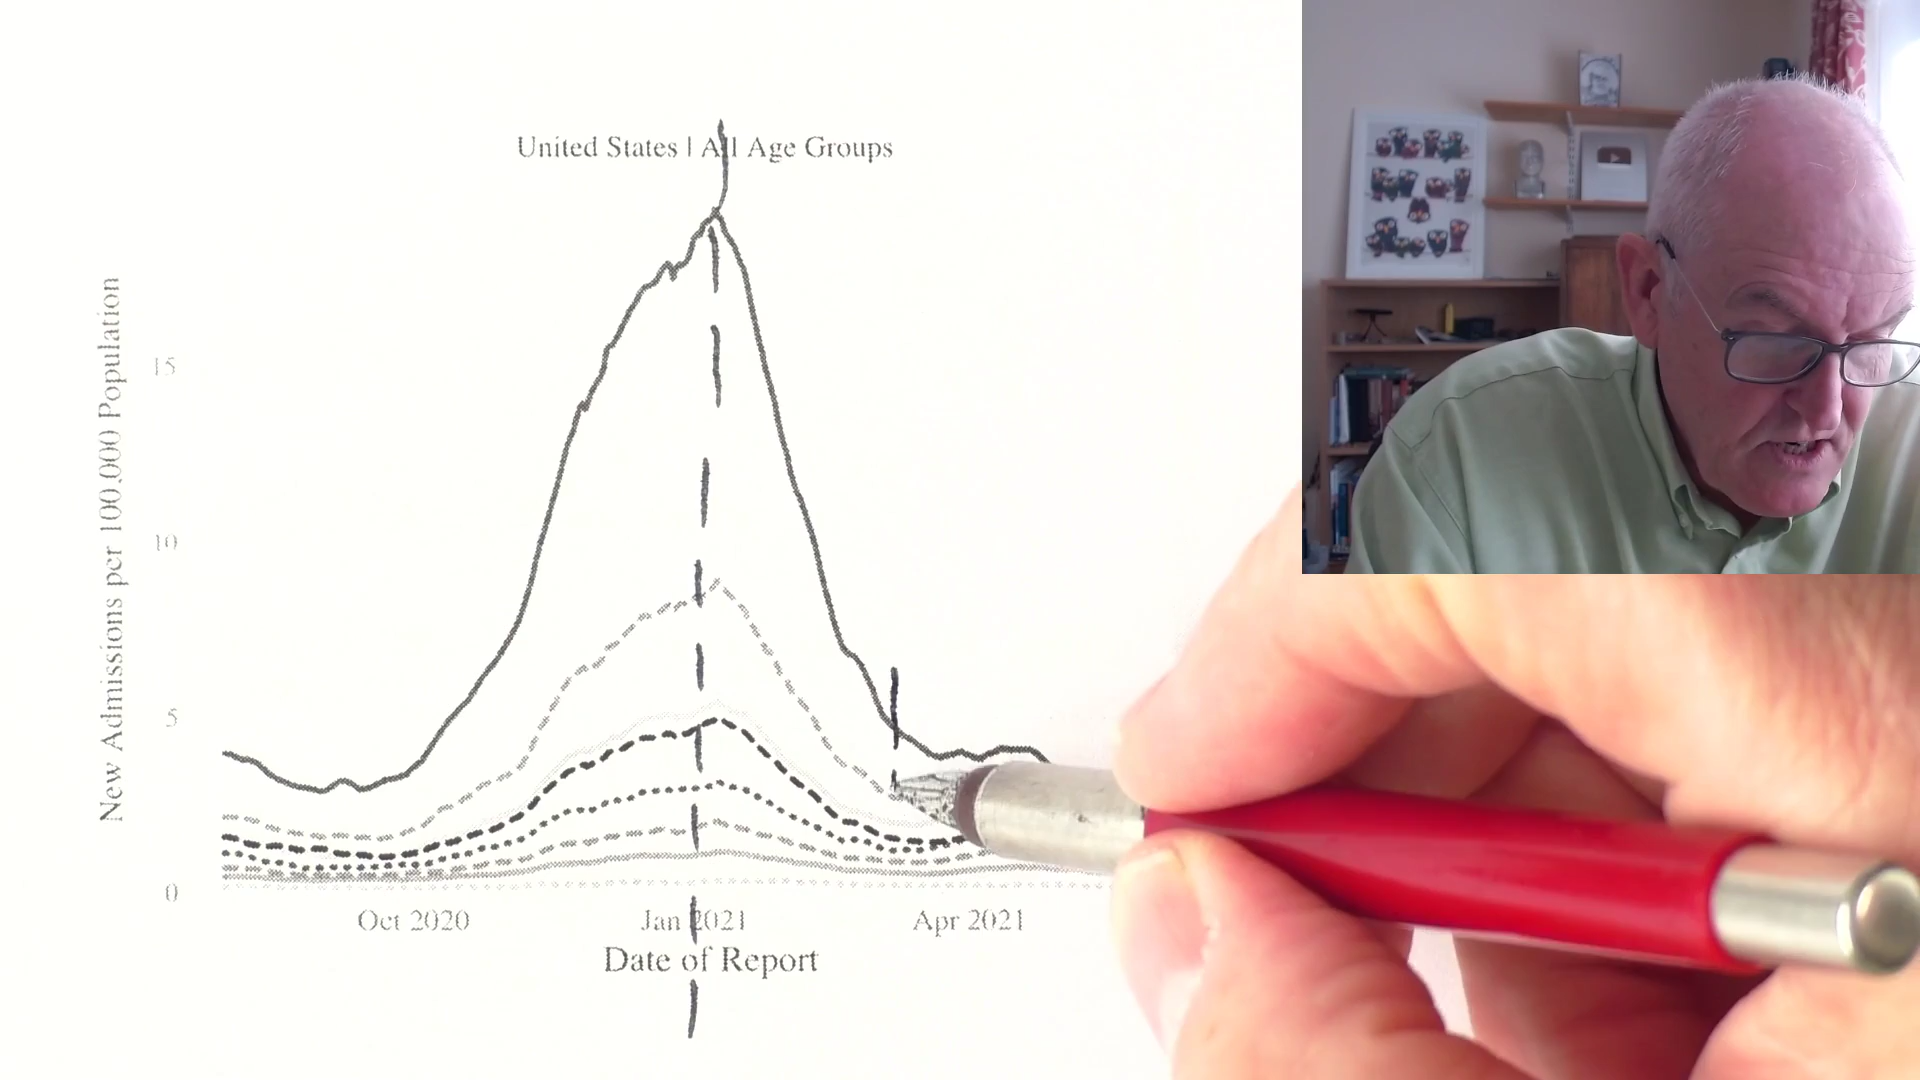 United States | All Age Groups
New Admissions per 100,000 Population
15
10
5
0
Oct 2020
Jan 2021
Apr 2021
Date of Report